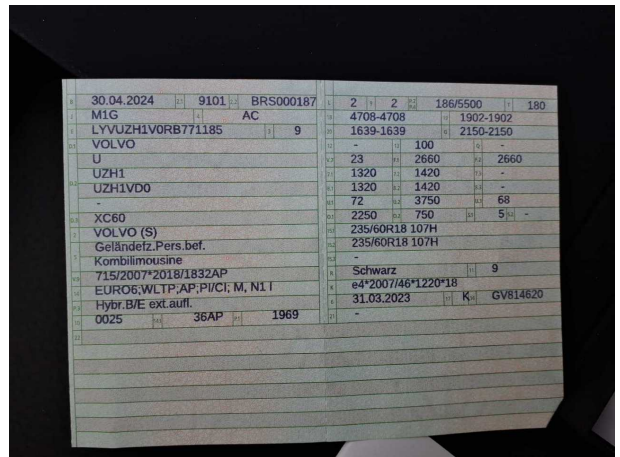 30.04.2024 9101 BRS000187
M1G AC
LYVUZH1V0RB771185 9
VOLVO
U
UZH1
UZH1VD0
-
XC60
VOLVO (S)
Geländefz.Pers.bef.
Kombilimousine
715/2007*2018/1832AP
EURO6;WLTP;AP;PI/CI; M, N1 I
Hybr.B/E ext.aufl.
0025 36AP 1969
2 2 186/5500 180
4708-4708 1902-1902
1639-1639 2150-2150
- 100 -
23 2660 2660
1320 1420 -
1320 1420 -
72 3750 68
2250 750 5 -
235/60R18 107H
235/60R18 107H
-
Schwarz 9
e4*2007/46*1220*18
31.03.2023 K GV814620
-